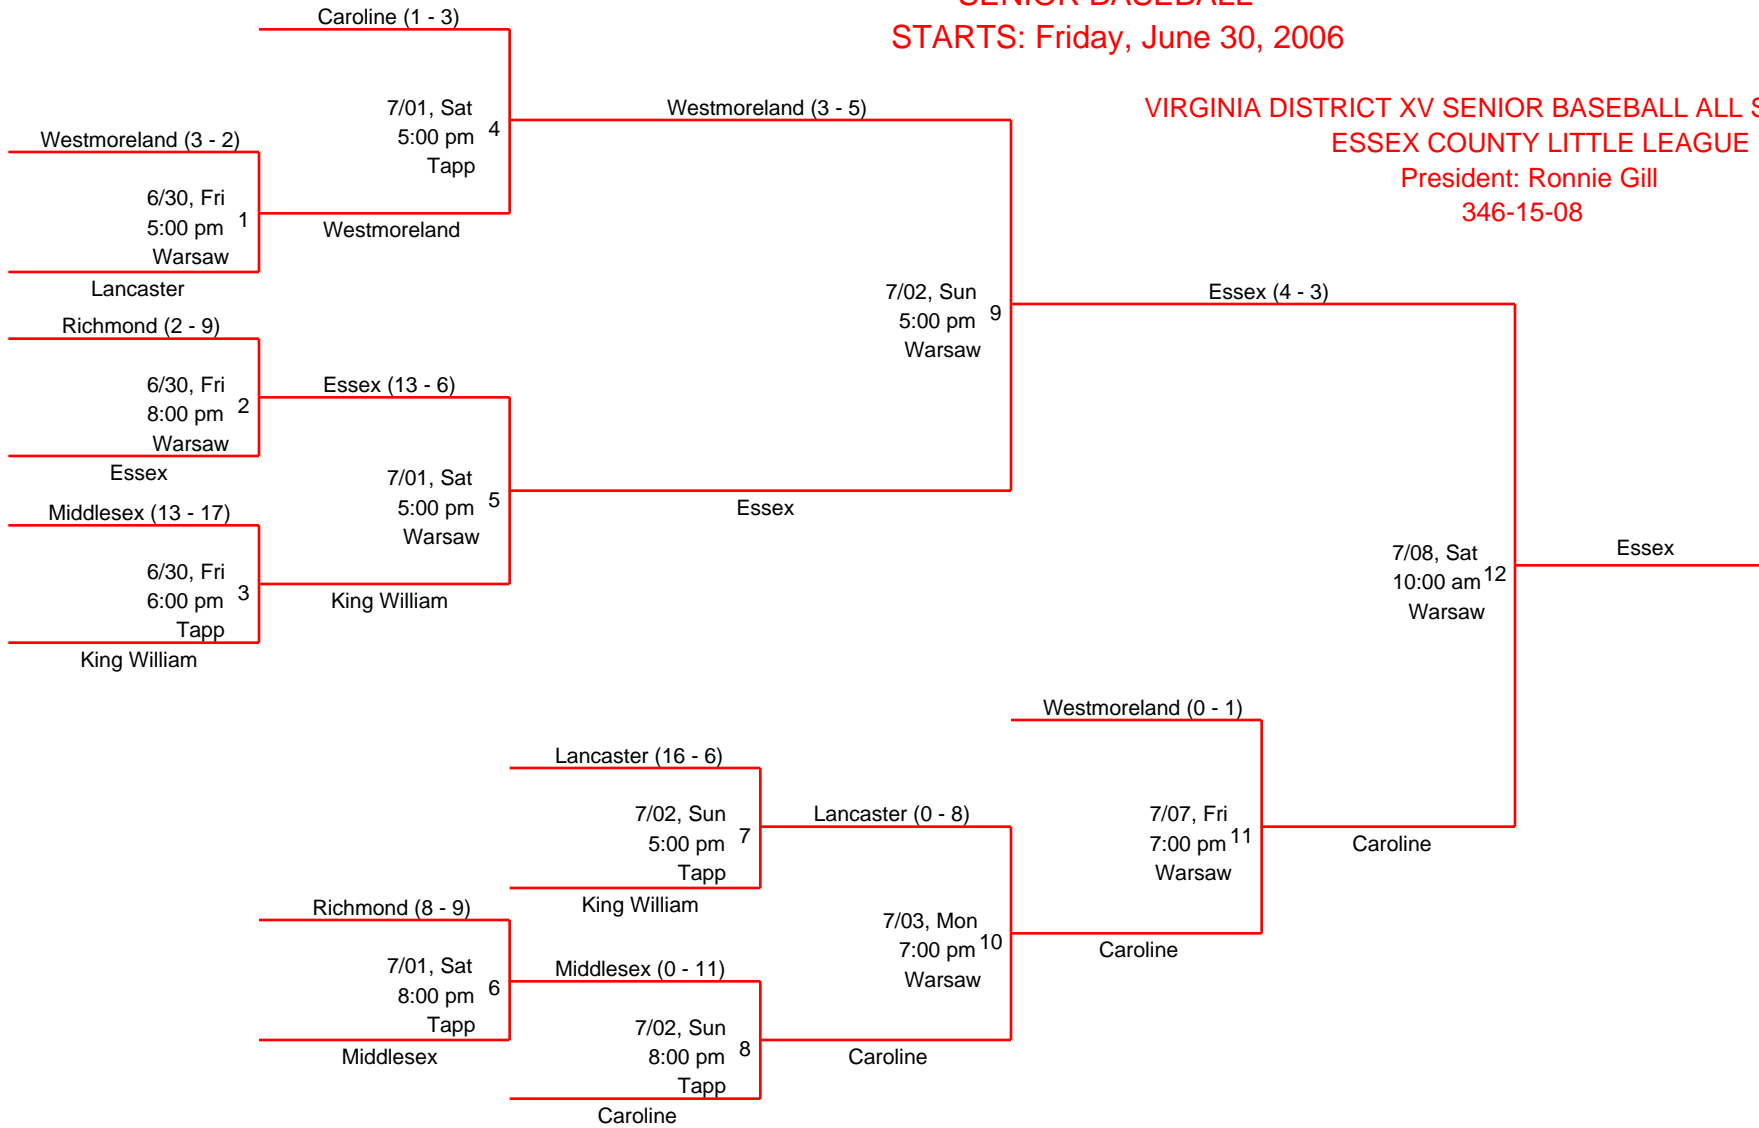 SENIOR BASEBALL
STARTS: Friday, June 30, 2006
VIRGINIA DISTRICT XV SENIOR BASEBALL ALL S
ESSEX COUNTY LITTLE LEAGUE
President: Ronnie Gill
346-15-08
Caroline (1 - 3)
7/01, Sat
5:00 pm 4
Tapp
Westmoreland (3 - 5)
Westmoreland (3 - 2)
6/30, Fri
5:00 pm 1
Warsaw
Westmoreland
Lancaster
Richmond (2 - 9)
6/30, Fri
8:00 pm 2
Warsaw
Essex
Essex (13 - 6)
7/01, Sat
5:00 pm 5
Warsaw
Middlesex (13 - 17)
6/30, Fri
6:00 pm 3
Tapp
King William
King William
7/02, Sun
5:00 pm 9
Warsaw
Essex
Essex (4 - 3)
7/08, Sat
10:00 am 12
Warsaw
Essex
Westmoreland (0 - 1)
Lancaster (16 - 6)
7/02, Sun
5:00 pm 7
Tapp
King William
Lancaster (0 - 8)
7/07, Fri
7:00 pm 11
Warsaw
Caroline
Richmond (8 - 9)
7/01, Sat
8:00 pm 6
Tapp
Middlesex
Middlesex (0 - 11)
7/02, Sun
8:00 pm 8
Tapp
Caroline
7/03, Mon
7:00 pm 10
Warsaw
Caroline
Caroline